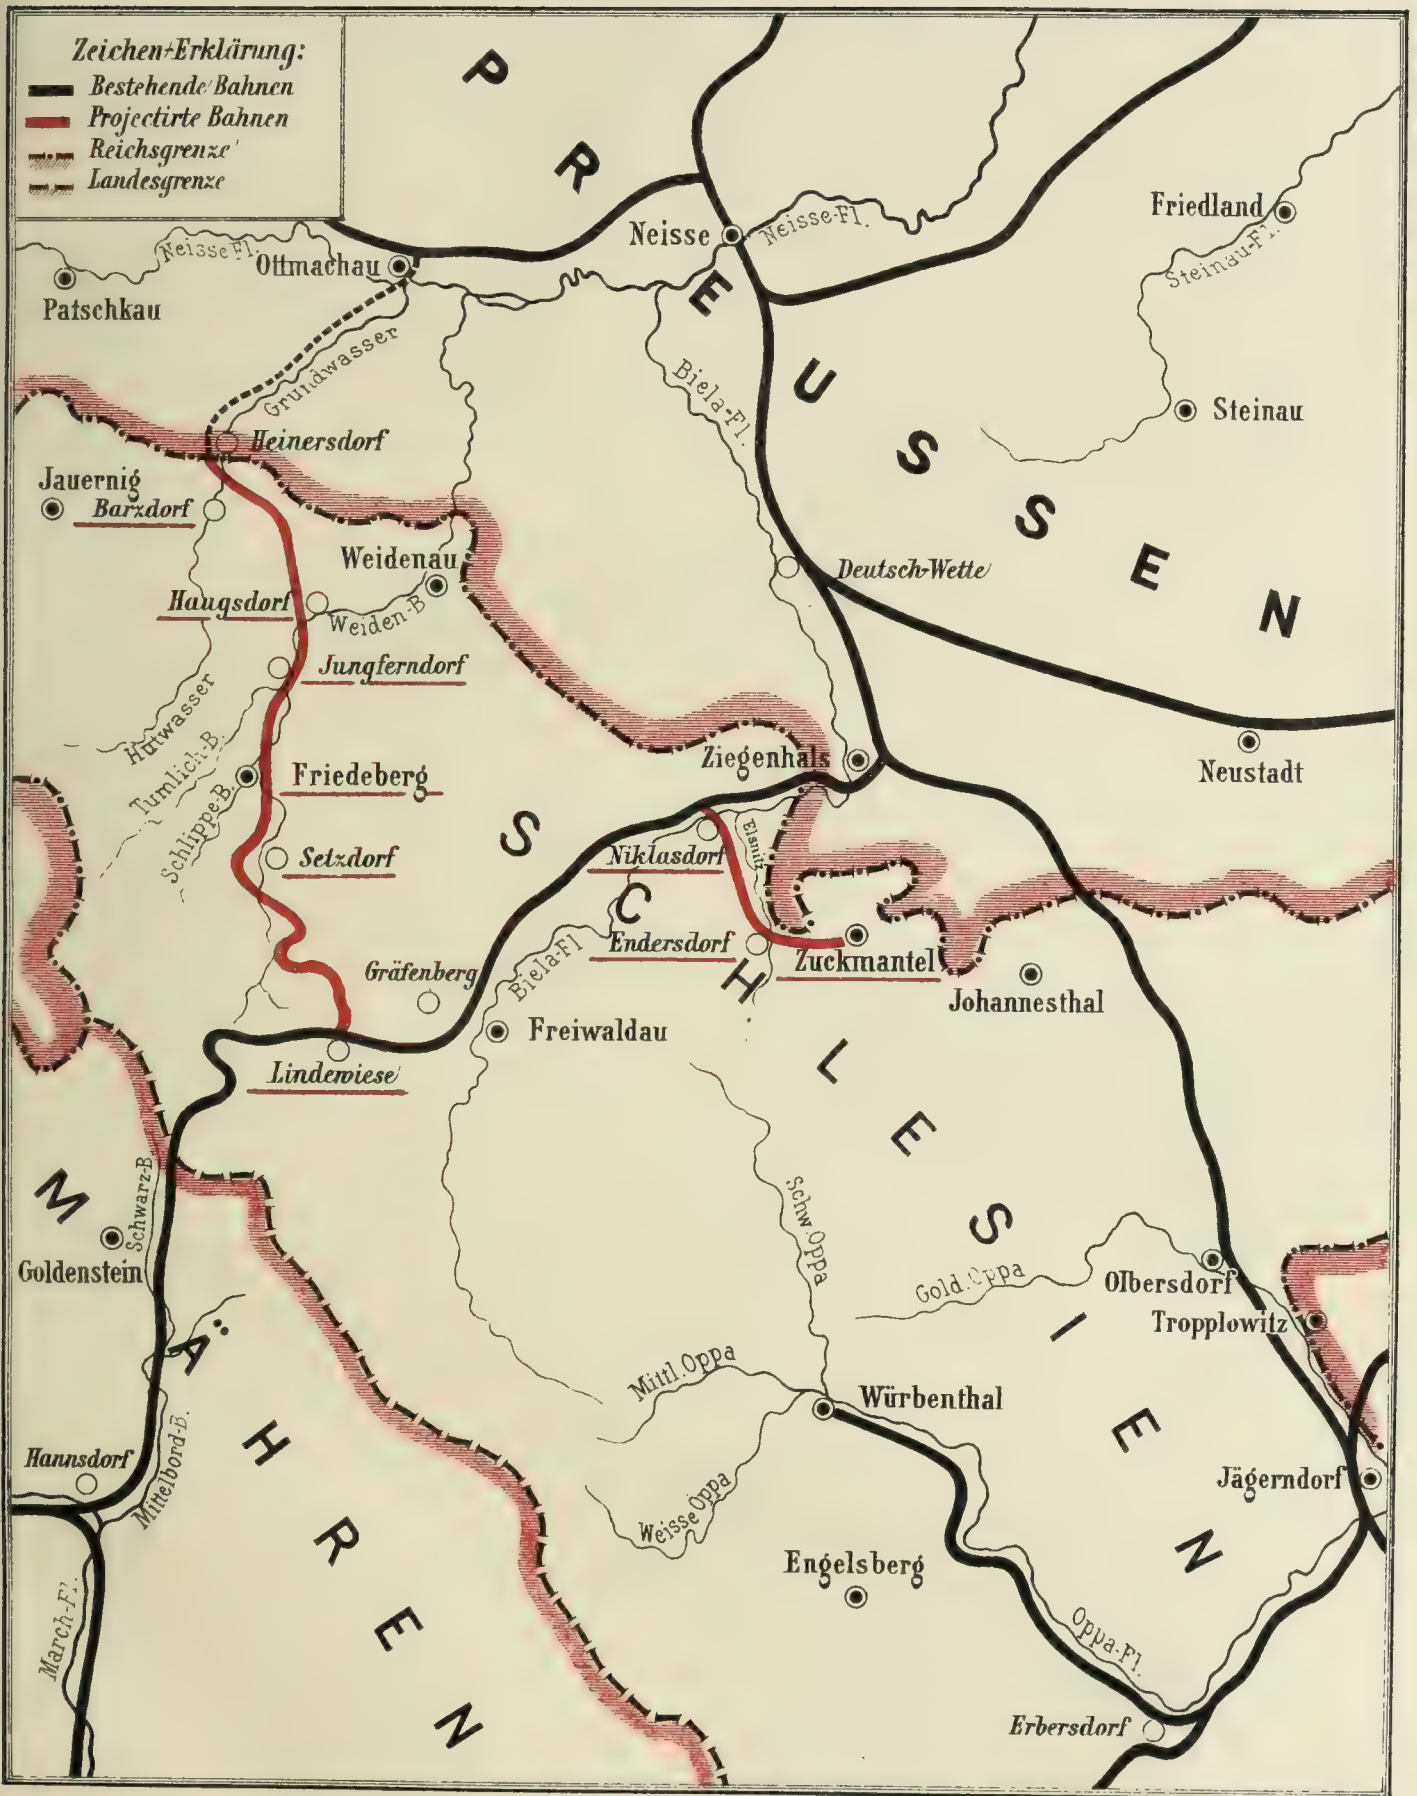 Zeichen-Erklärung:
Bestehende Bahnen
Projectirte Bahnen
Reichsgrenze
Landesgrenze
PREUSSEN
Friedland
Steinau-Fl.
Neisse
Neisse-Fl.
Neisse Fl.
Ottmachau
Patschkau
Grundwasser
Biela-Fl.
Steinau
Heinersdorf
Jauernig
Barzdorf
Weidenau
Deutsch-Wette
Haugsdorf
Weiden-B
Jungferndorf
Hutwasser
Tumlich-B.
Schlippe-B.
Ziegenhals
Neustadt
Friedeberg
SCHLESIEN
Elsnitz
Setzdorf
Niklasdorf
Endersdorf
Zuckmantel
Biela-Fl
Gräfenberg
Johannesthal
Freiwaldau
Lindewiese
MÄHREN
Schwarz-B
Schw. Oppa
Goldenstein
Gold. Oppa
Olbersdorf
Tropplowitz
Mittl. Oppa
Würbenthal
Hannsdorf
Mittelbord-B.
Weisse Oppa
Jägerndorf
Engelsberg
March-Fl.
Oppa-Fl.
Erbersdorf